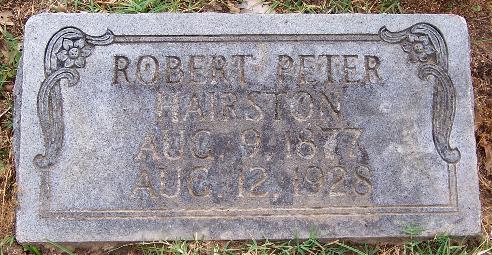 ROBERT PETER
HAIRSTON
AUG. 9, 1877
AUG. 12, 1928